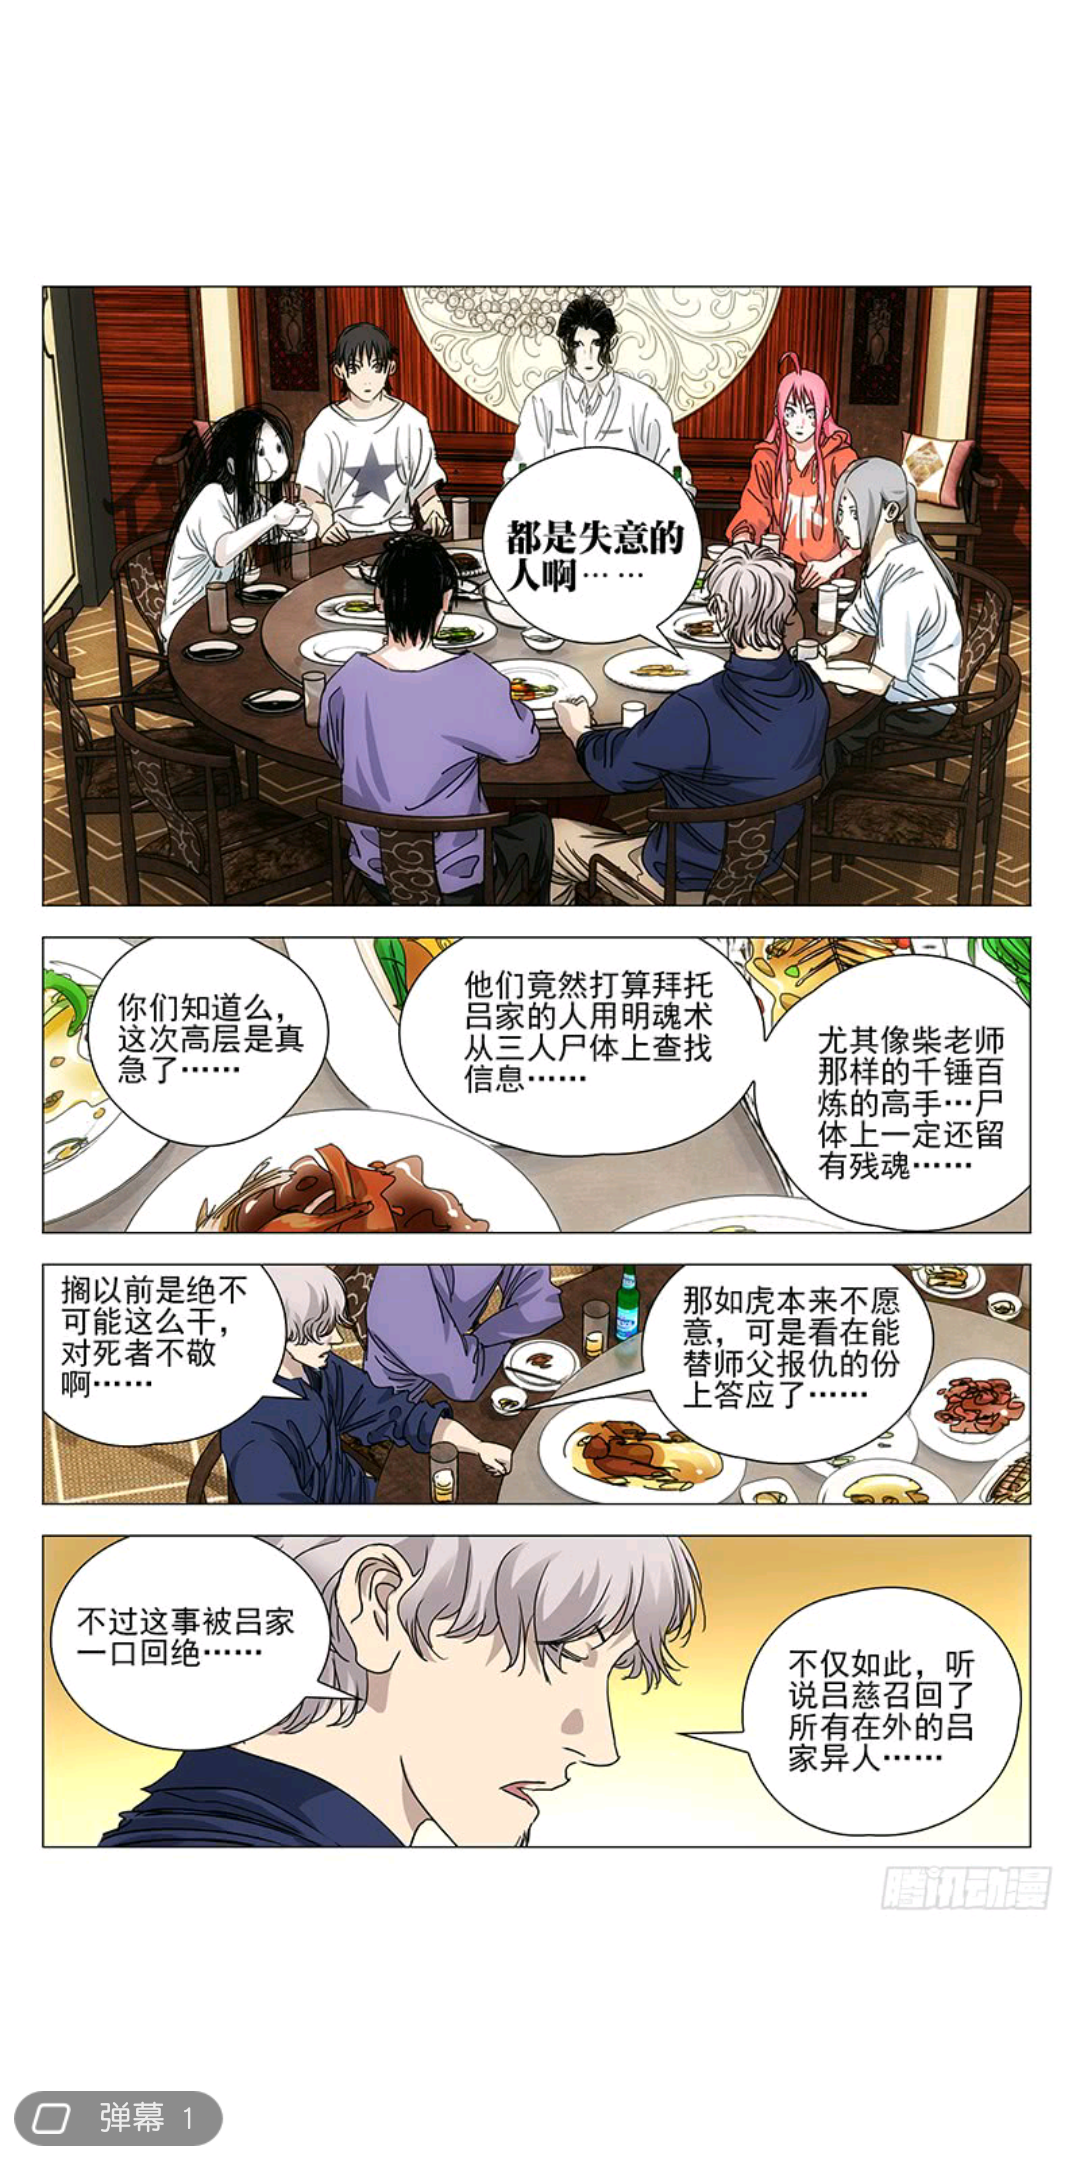 都是失意的
人啊……
你们知道么，
这次高层是真
急了……
他们竟然打算拜托
吕家的人用明魂术
从三人尸体上查找
信息……
尤其像柴老师
那样的千锤百
炼的高手…尸
体上一定还留
有残魂……
搁以前是绝不
可能这么干，
对死者不敬
啊……
那如虎本来不愿
意，可是看在能
替师父报仇的份
上答应了……
不过这事被吕家
一口回绝……
不仅如此，听
说吕慈召回了
所有在外的吕
家异人……
腾讯动漫
弹幕 1